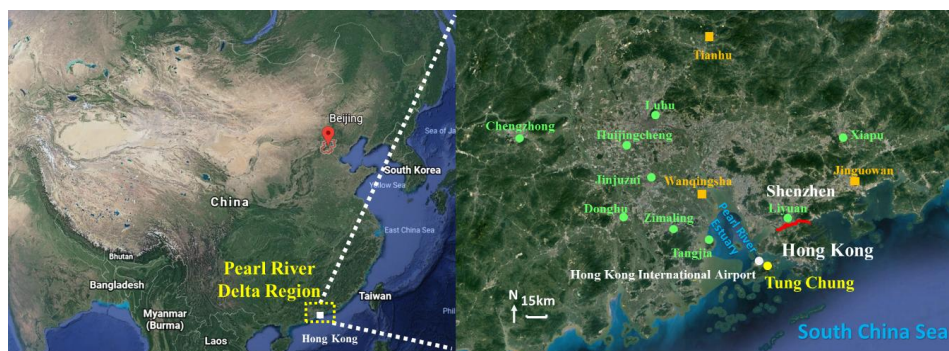 Beijing
Sea of Ja
South Korea
Yellow Sea
China
East China Sea
Bhutan
Pearl River
Delta Region
Bangladesh
Taiwan
Myanmar
(Burma)
Phil
Hong Kong
Laos
Tianhu
Luhu
Chengzhong
Huijingcheng
Xiapu
Jinjuzui
Wanqingsha
Jinguowan
Shenzhen
Donghu
Liyuan
Zimaling
Pearl River
Estuary
Tangjia
Hong Kong
Hong Kong International Airport
Tung Chung
N
15km
South China Sea